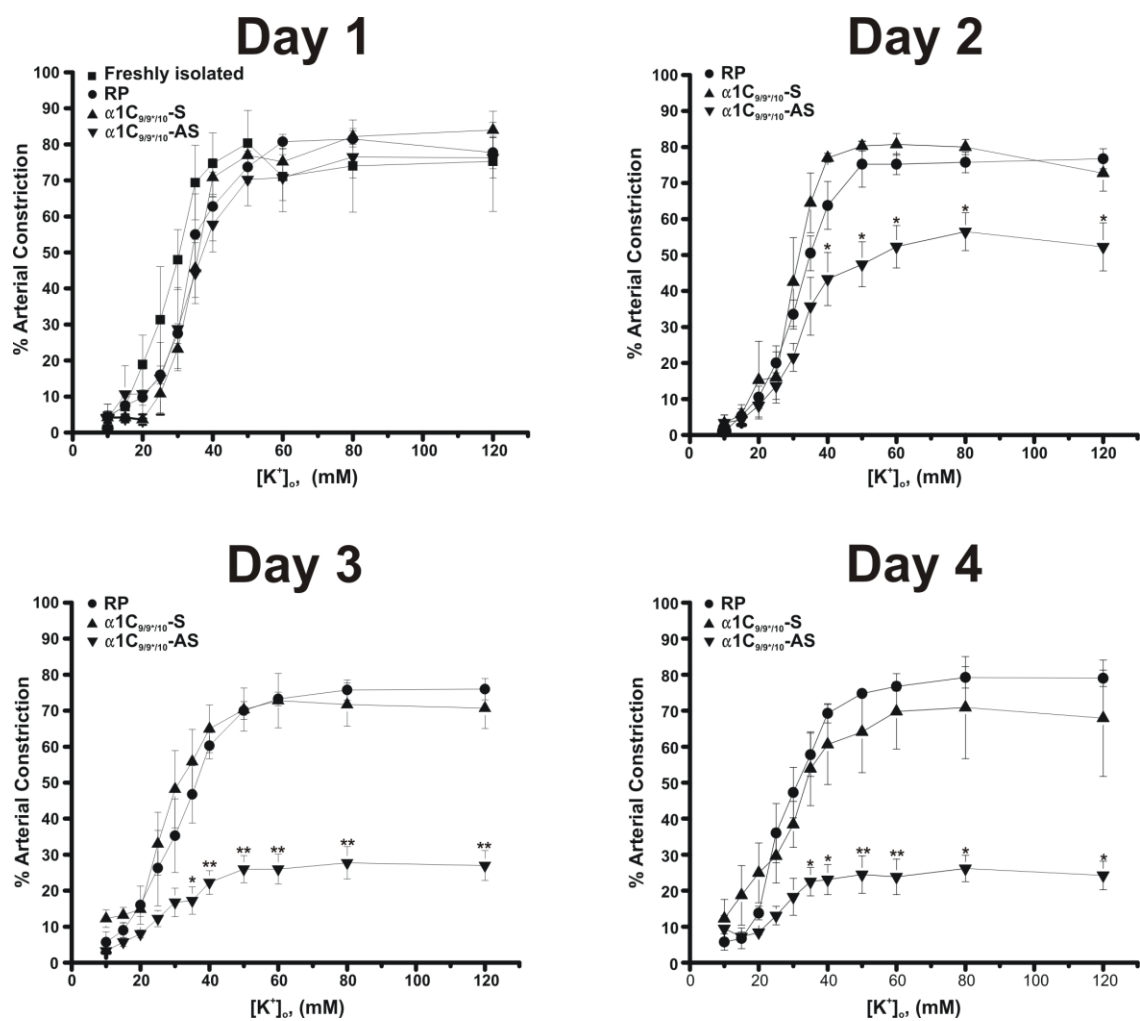 Day 1
Freshly isolated
RP
α1C9/9*/10-S
α1C9/9*/10-AS
% Arterial Constriction
100
90
80
70
60
50
40
30
20
10
0
0 20 40 60 80 100 120
[K+]o, (mM)
Day 2
RP
α1C9/9*/10-S
α1C9/9*/10-AS
% Arterial Constriction
100
90
80
70
60
50
40
30
20
10
0
* * * * *
0 20 40 60 80 100 120
[K+]o, (mM)
Day 3
RP
α1C9/9*/10-S
α1C9/9*/10-AS
% Arterial Constriction
100
90
80
70
60
50
40
30
20
10
0
* ** ** ** ** **
0 20 40 60 80 100 120
[K+]o, (mM)
Day 4
RP
α1C9/9*/10-S
α1C9/9*/10-AS
% Arterial Constriction
100
90
80
70
60
50
40
30
20
10
0
* * ** ** * *
0 20 40 60 80 100 120
[K+]o, (mM)